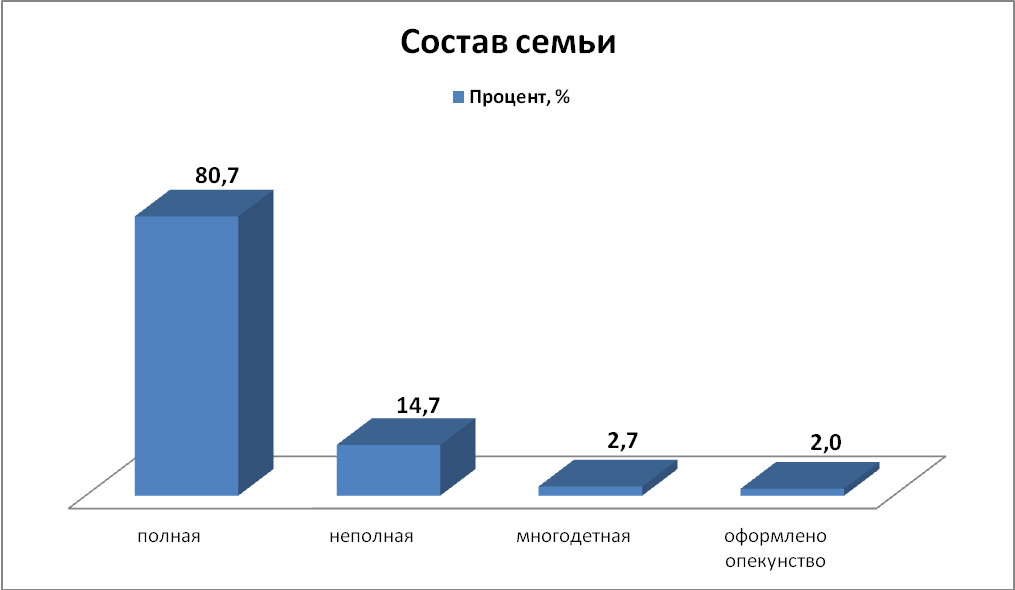 Состав семьи
Процент, %
80,7
14,7
2,7
2,0
полная
неполная
многодетная
оформлено
опекунство